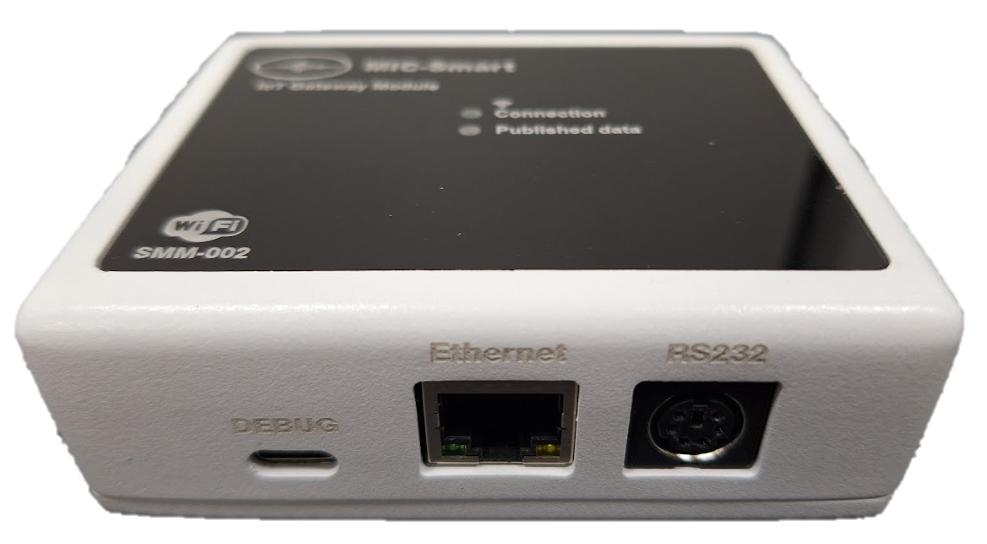 MIC-Smart
IoT Gateway Module
Connection
Published data
WiFi
SMM-002
Ethernet
RS232
DEBUG